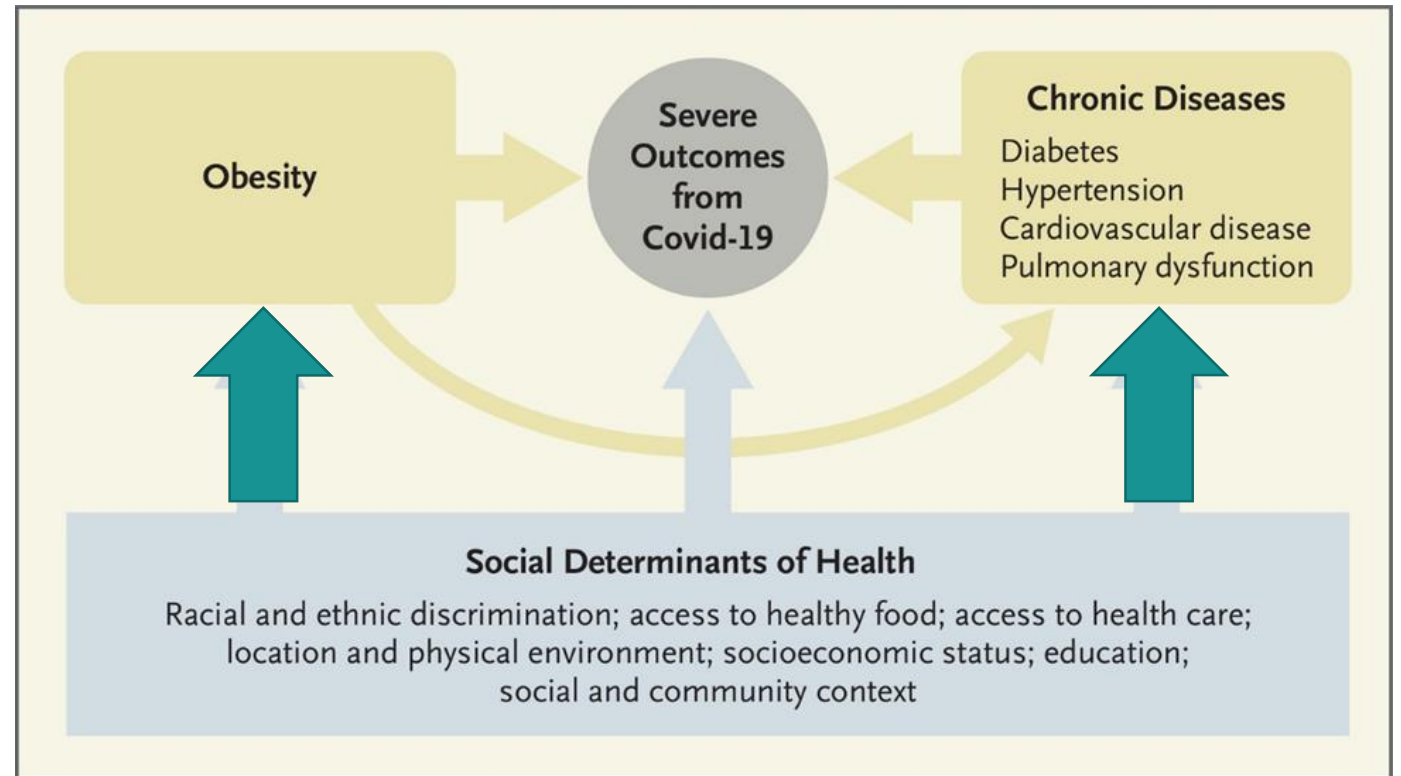 Obesity
Severe
Outcomes
from
Covid-19
Chronic Diseases
Diabetes
Hypertension
Cardiovascular disease
Pulmonary dysfunction
Social Determinants of Health
Racial and ethnic discrimination; access to healthy food; access to health care;
location and physical environment; socioeconomic status; education;
social and community context